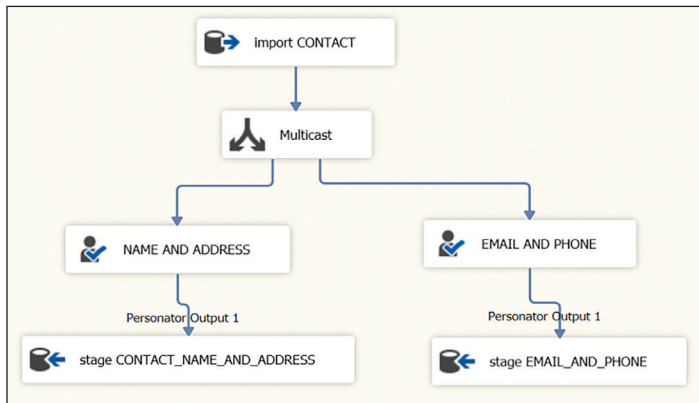 import CONTACT
Multicast
NAME AND ADDRESS
EMAIL AND PHONE
Personator Output 1
Personator Output 1
stage CONTACT_NAME_AND_ADDRESS
stage EMAIL_AND_PHONE